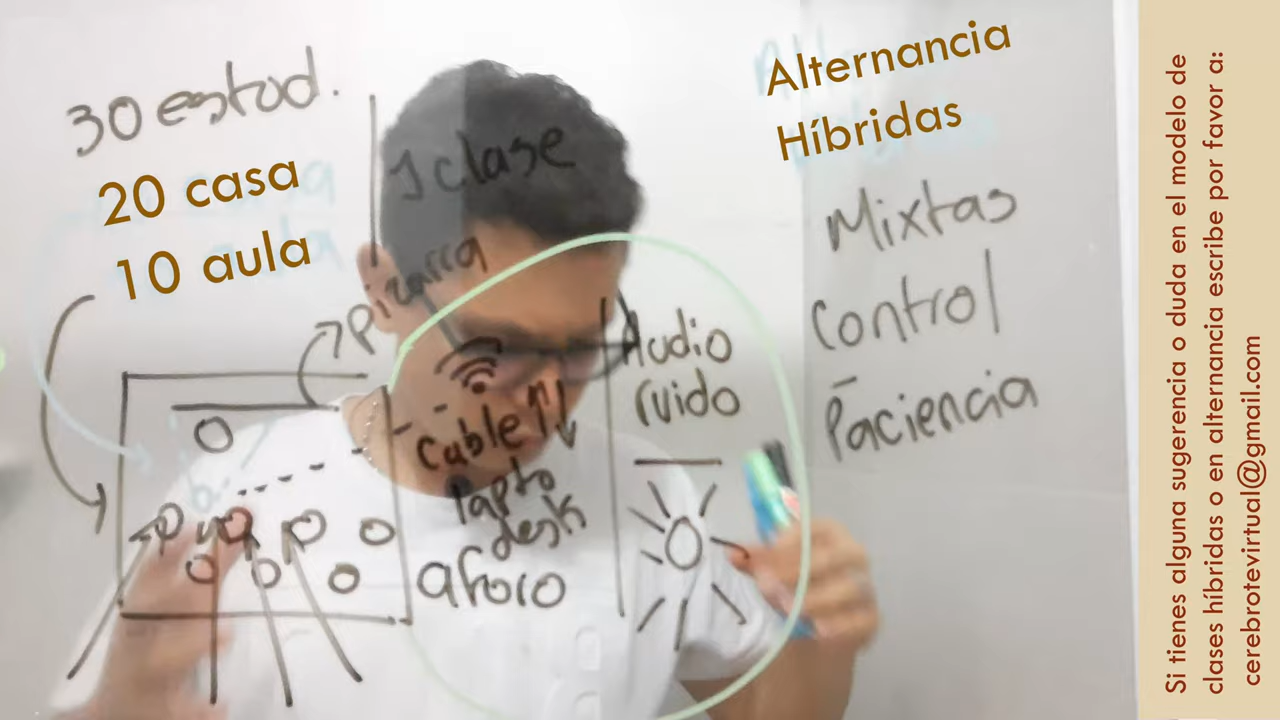 30 estud.
20 casa
10 aula
1 clase
pizarra
Cable
lapto
desk
aforo
Audio
ruido
Alternancia
Híbridas
Mixtas
Control
Paciencia
Si tienes alguna sugerencia o duda en el modelo de
clases híbridas o en alternancia escribe por favor a:
cerebrotevirtual@gmail.com